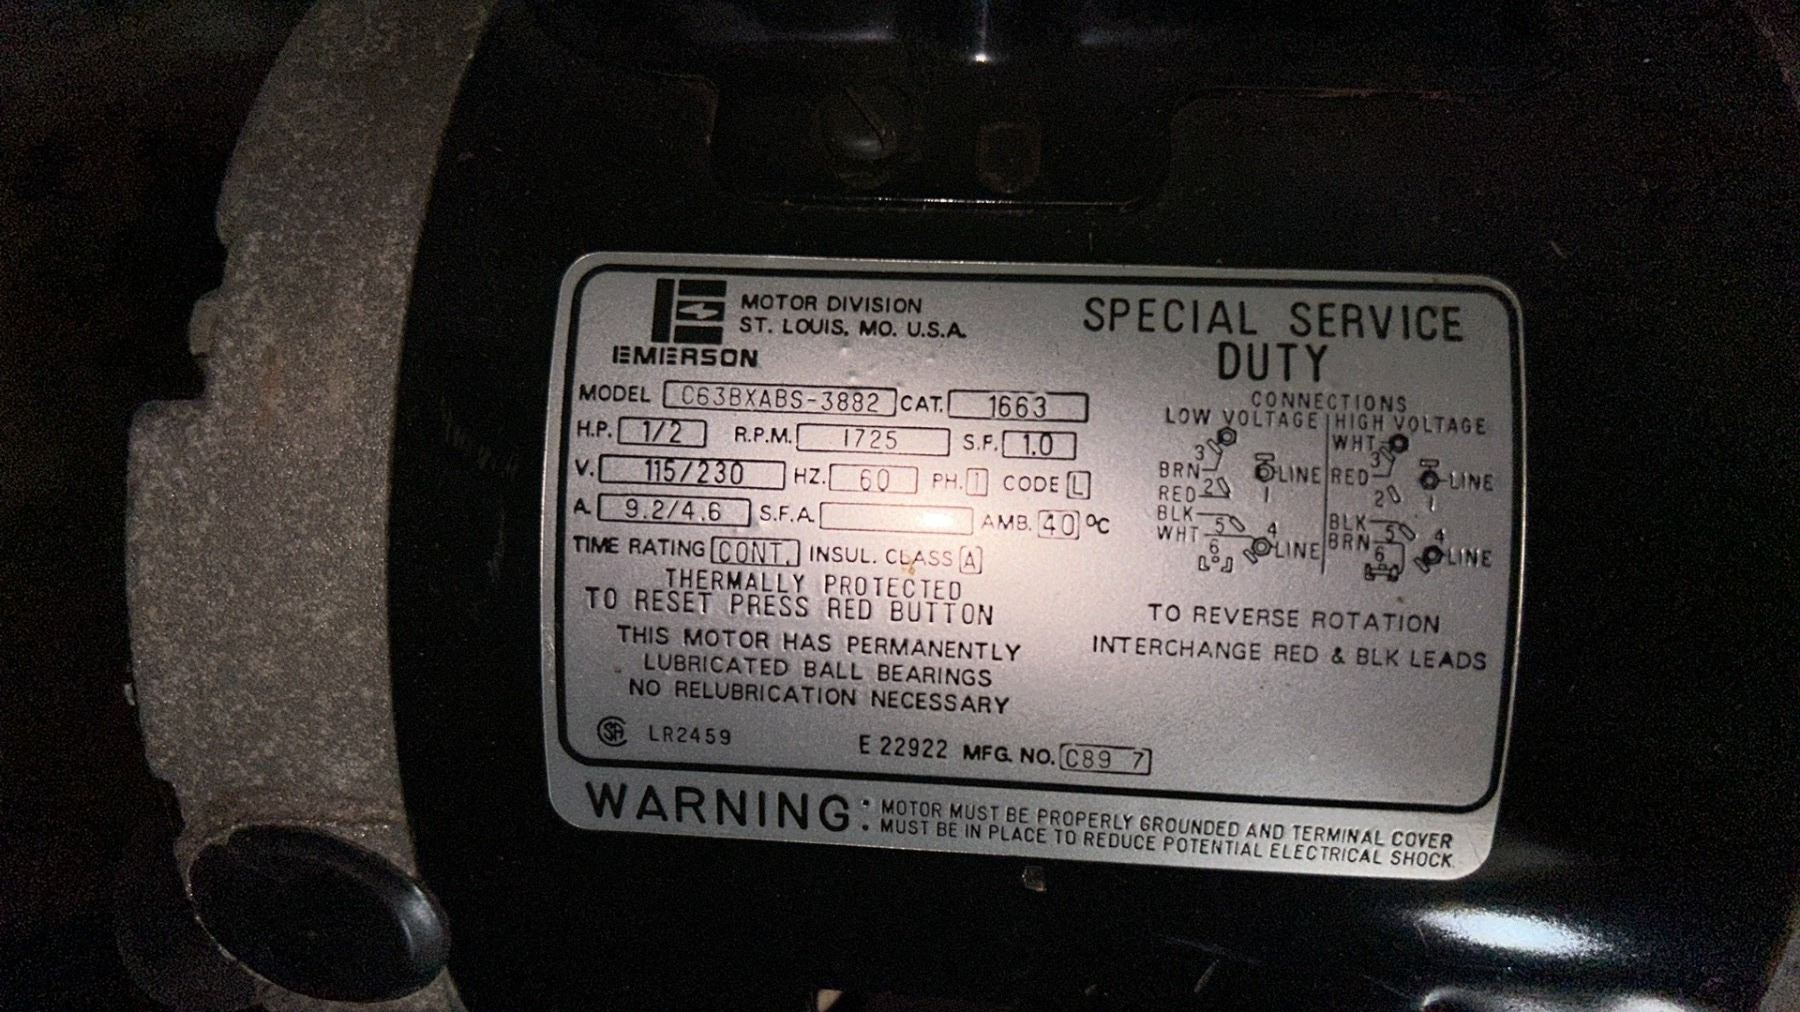 MOTOR DIVISION
ST. LOUIS, MO. U.S.A.
EMERSON
SPECIAL SERVICE
DUTY
MODEL C63BXABS-3882 CAT. 1663
H.P. 1/2 R.P.M. 1725 S.F. 1.0
V. 115/230 HZ. 60 PH. 1 CODE L
A. 9.2/4.6 S.F.A. AMB. 40 °C
TIME RATING CONT. INSUL. CLASS A
THERMALLY PROTECTED
TO RESET PRESS RED BUTTON
THIS MOTOR HAS PERMANENTLY
LUBRICATED BALL BEARINGS
NO RELUBRICATION NECESSARY
SA LR2459 E 22922 MFG. NO. C89 7
CONNECTIONS
LOW VOLTAGE HIGH VOLTAGE
3
BRN LINE
RED 2 1
BLK 5 4
WHT 6 LINE
WHT
3
RED LINE
2 1
BLK 5 4
BRN 6 LINE
TO REVERSE ROTATION
INTERCHANGE RED & BLK LEADS
WARNING: MOTOR MUST BE PROPERLY GROUNDED AND TERMINAL COVER
MUST BE IN PLACE TO REDUCE POTENTIAL ELECTRICAL SHOCK